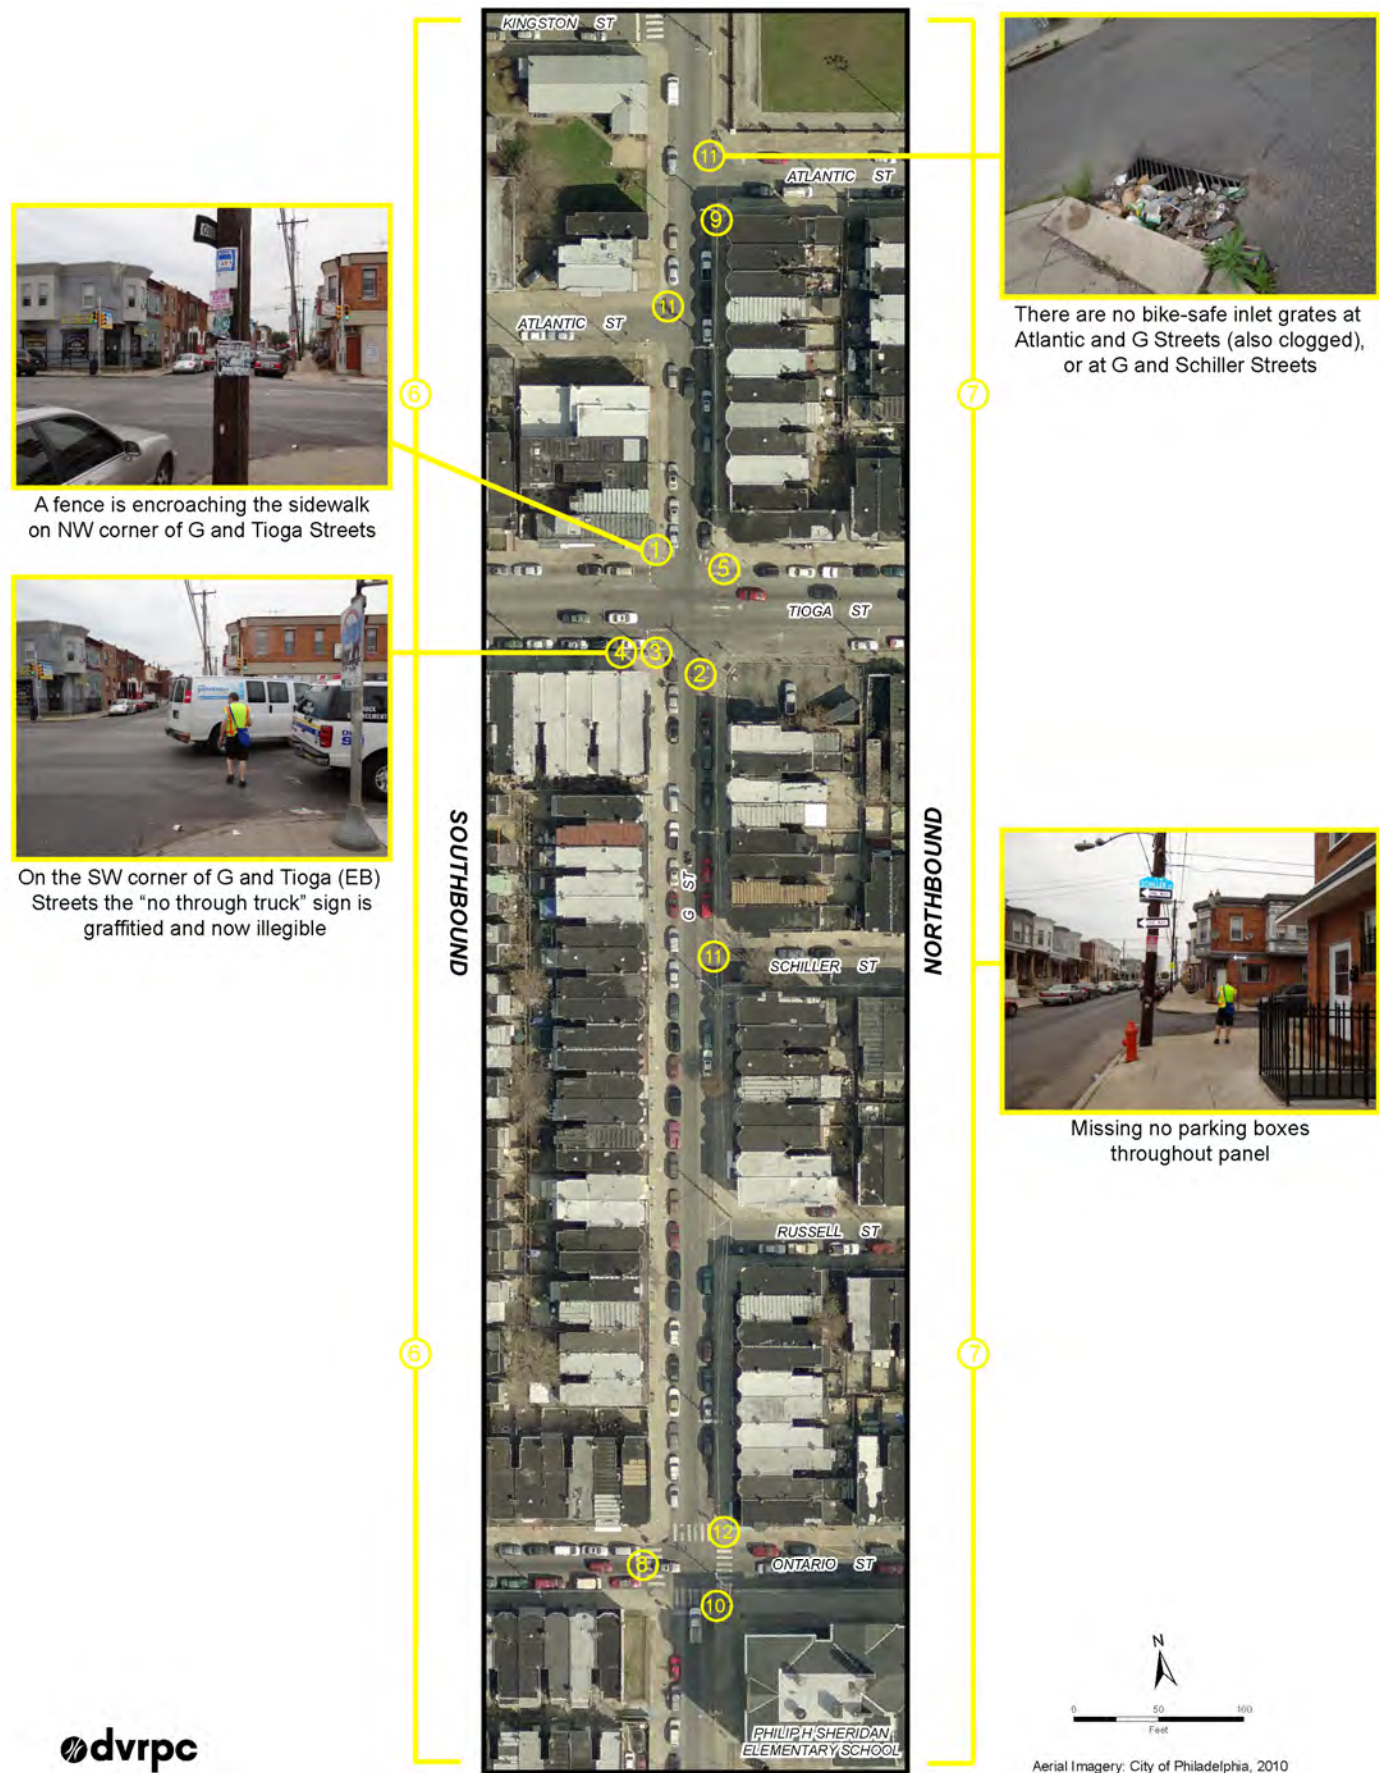 KINGSTON ST
11
ATLANTIC ST
9
11
ATLANTIC ST
There are no bike-safe inlet grates at
Atlantic and G Streets (also clogged),
or at G and Schiller Streets
6
7
A fence is encroaching the sidewalk
on NW corner of G and Tioga Streets
1
5
TIOGA ST
4
3
2
On the SW corner of G and Tioga (EB)
Streets the “no through truck” sign is
graffitied and now illegible
SOUTHBOUND
G ST
NORTHBOUND
11
SCHILLER ST
Missing no parking boxes
throughout panel
RUSSELL ST
6
7
12
8
ONTARIO ST
10
PHILIP H SHERIDAN
ELEMENTARY SCHOOL
N
0 50 100
Feet
dvrpc
Aerial Imagery: City of Philadelphia, 2010